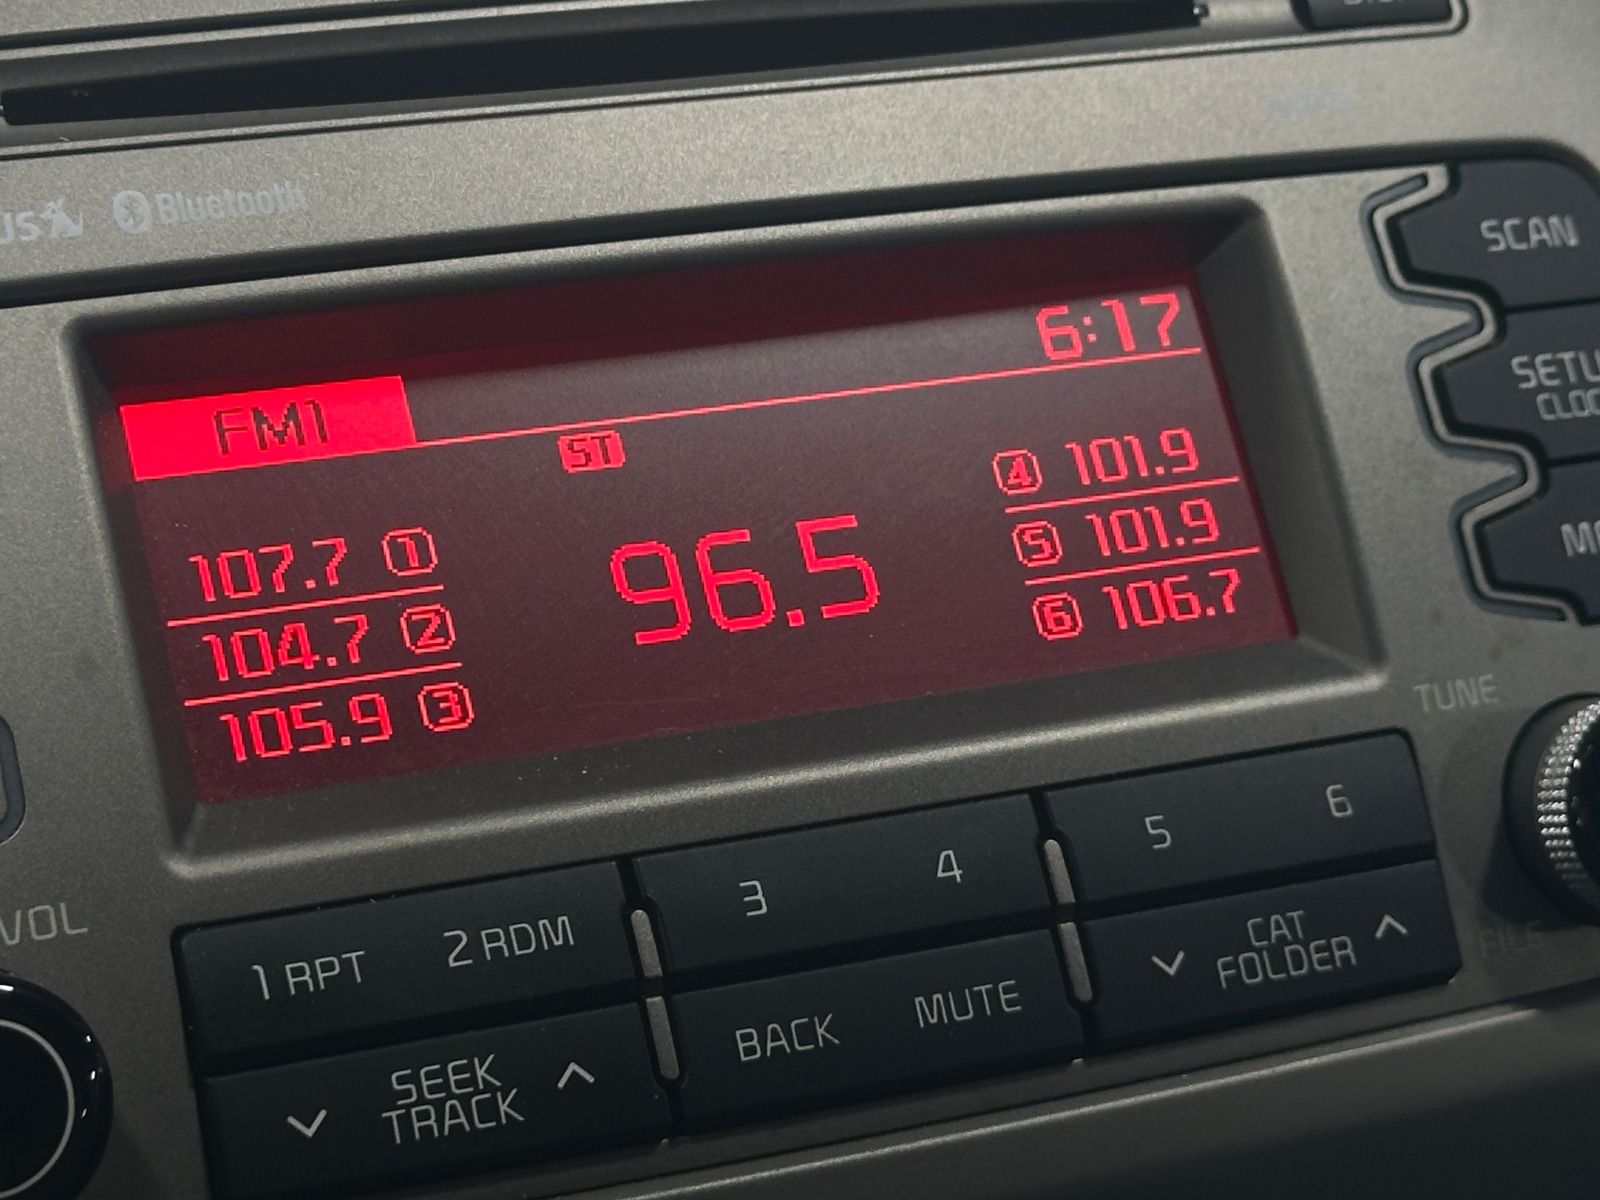 Bluetooth
SCAN
6:17
FM1
ST
107.7 1
104.7 2
105.9 3
96.5
4 101.9
5 101.9
6 106.7
TUNE
VOL
1 RPT
2 RDM
3
4
5
6
SEEK
TRACK
BACK
MUTE
CAT
FOLDER
FILE